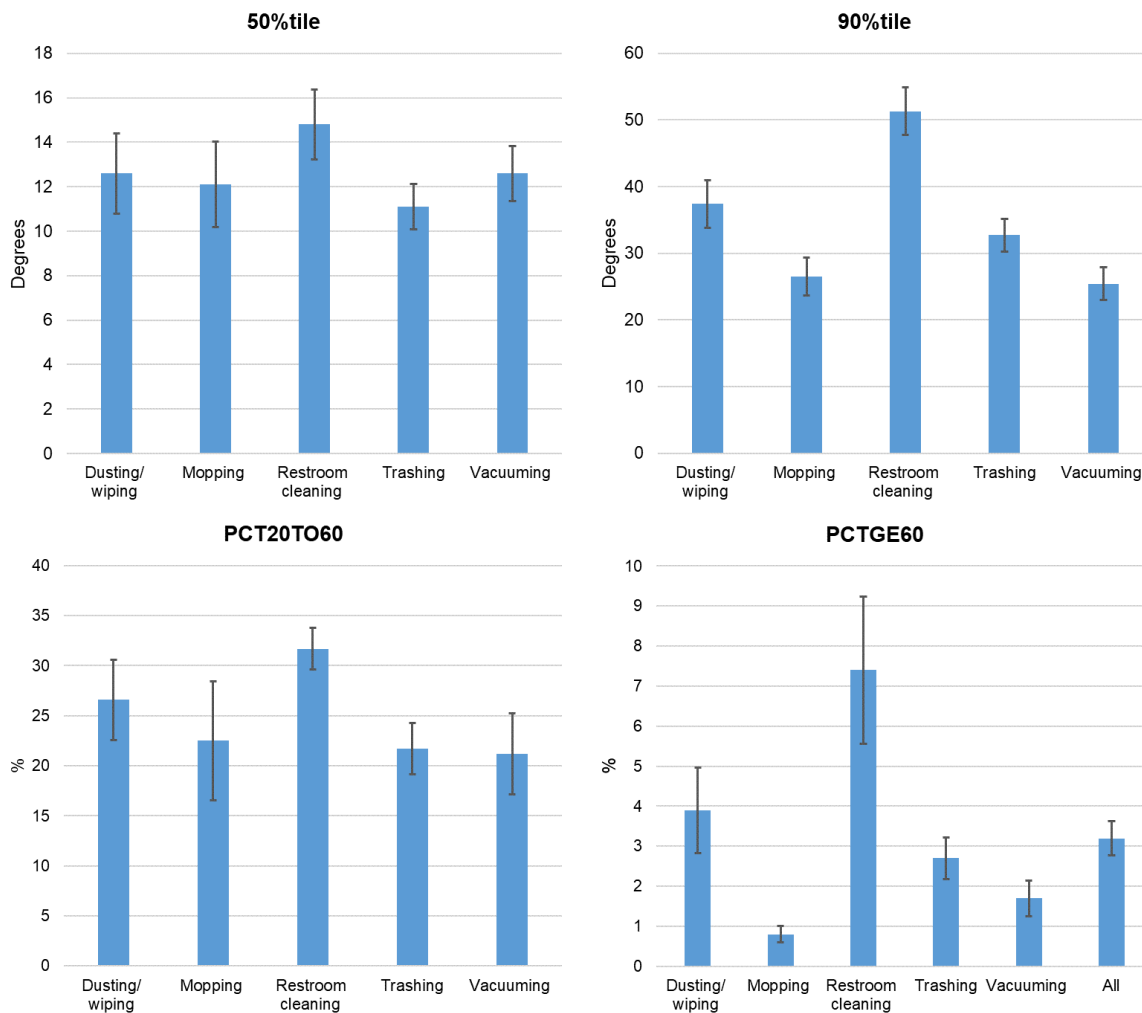 50%tile
18
16
14
12
10
8
6
4
2
0
Degrees
Dusting/
wiping
Mopping
Restroom
cleaning
Trashing
Vacuuming
90%tile
60
50
40
30
20
10
0
Degrees
Dusting/
wiping
Mopping
Restroom
cleaning
Trashing
Vacuuming
PCT20TO60
40
35
30
25
20
15
10
5
0
%
Dusting/
wiping
Mopping
Restroom
cleaning
Trashing
Vacuuming
PCTGE60
10
9
8
7
6
5
4
3
2
1
0
%
Dusting/
wiping
Mopping
Restroom
cleaning
Trashing
Vacuuming
All